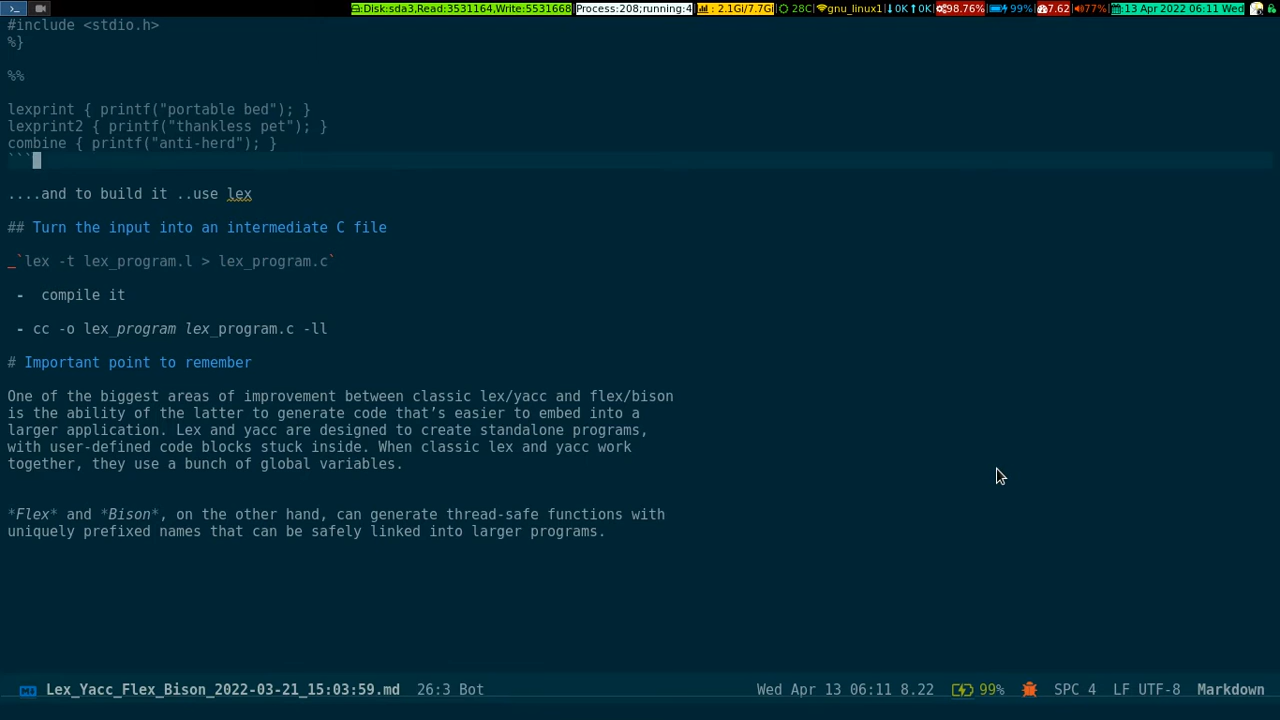 Disk:sda3,Read:3531164,Write:5531668 Process:208;running:4 : 2.1Gi/7.7Gi 28C gnu_linux1 ↓0K ↑0K 98.76% 99% 7.62 77% :13 Apr 2022 06:11 Wed
#include <stdio.h>
%}
%%
lexprint { printf("portable bed"); }
lexprint2 { printf("thankless pet"); }
combine { printf("anti-herd"); }
```
....and to build it ..use lex
## Turn the input into an intermediate C file
_`lex -t lex_program.l > lex_program.c`
- compile it
- cc -o lex_program lex_program.c -ll
# Important point to remember
One of the biggest areas of improvement between classic lex/yacc and flex/bison
is the ability of the latter to generate code that’s easier to embed into a
larger application. Lex and yacc are designed to create standalone programs,
with user-defined code blocks stuck inside. When classic lex and yacc work
together, they use a bunch of global variables.
*Flex* and *Bison*, on the other hand, can generate thread-safe functions with
uniquely prefixed names that can be safely linked into larger programs.
Lex_Yacc_Flex_Bison_2022-03-21_15:03:59.md 26:3 Bot Wed Apr 13 06:11 8.22 99% SPC 4 LF UTF-8 Markdown